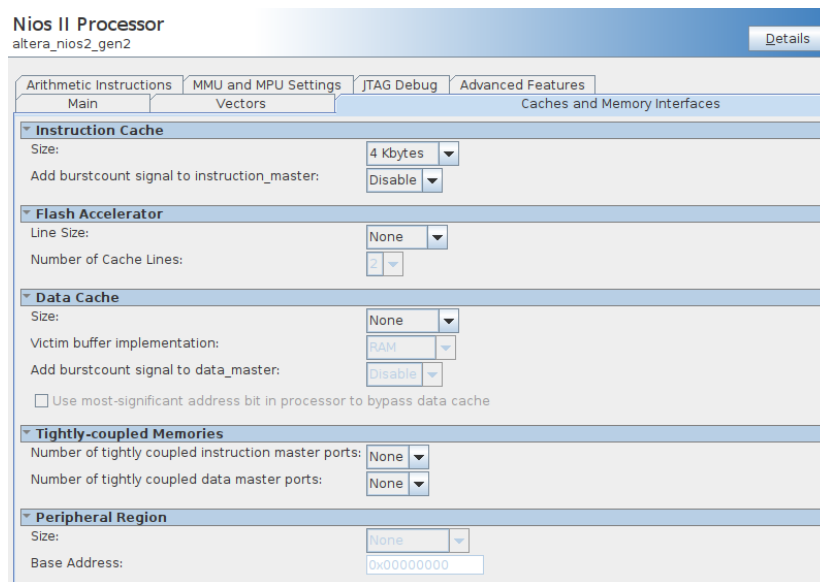 Nios II Processor
altera_nios2_gen2
Details
Arithmetic Instructions MMU and MPU Settings JTAG Debug Advanced Features
Main Vectors Caches and Memory Interfaces
Instruction Cache
Size: 4 Kbytes
Add burstcount signal to instruction_master: Disable
Flash Accelerator
Line Size: None
Number of Cache Lines: 2
Data Cache
Size: None
Victim buffer implementation: RAM
Add burstcount signal to data_master: Disable
Use most-significant address bit in processor to bypass data cache
Tightly-coupled Memories
Number of tightly coupled instruction master ports: None
Number of tightly coupled data master ports: None
Peripheral Region
Size: None
Base Address: 0x00000000